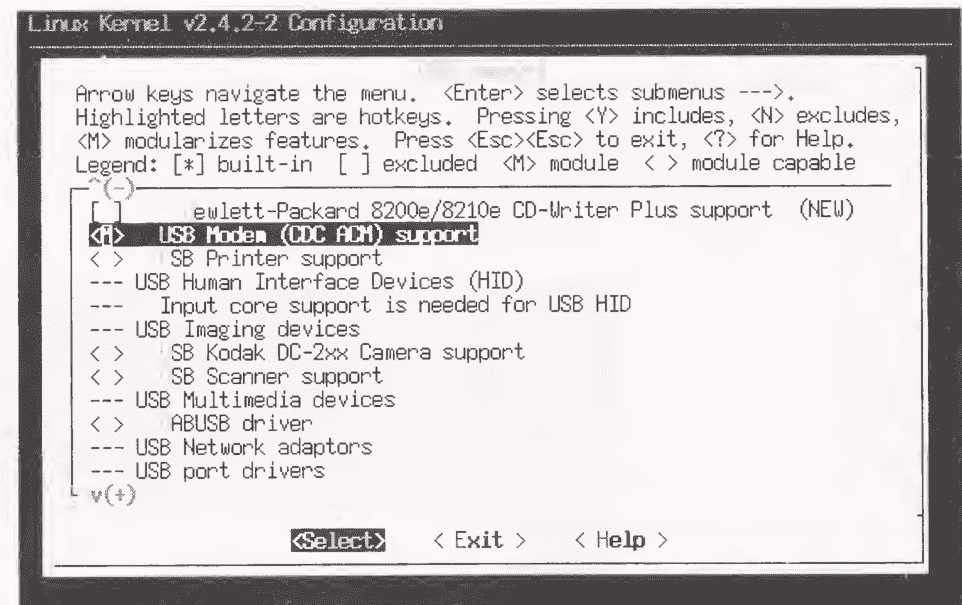 Linux Kernel v2.4.2-2 Configuration
Arrow keys navigate the menu. <Enter> selects submenus --->.
Highlighted letters are hotkeys. Pressing <Y> includes, <N> excludes,
<M> modularizes features. Press <Esc><Esc> to exit, <?> for Help.
Legend: [*] built-in [ ] excluded <M> module < > module capable
^(-)
[ ] ewlett-Packard 8200e/8210e CD-Writer Plus support (NEW)
<M> USB Modem (CDC ACM) support
< > SB Printer support
--- USB Human Interface Devices (HID)
--- Input core support is needed for USB HID
--- USB Imaging devices
< > SB Kodak DC-2xx Camera support
< > SB Scanner support
--- USB Multimedia devices
< > ABUSB driver
--- USB Network adaptors
--- USB port drivers
v(+)
<Select> < Exit > < Help >